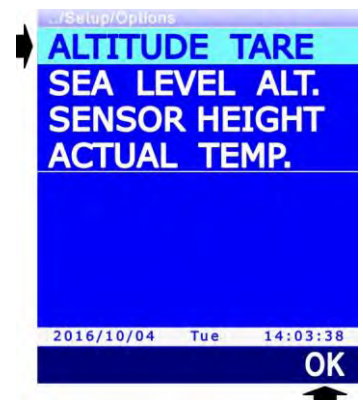 ../Setup/Options
ALTITUDE TARE
SEA LEVEL ALT.
SENSOR HEIGHT
ACTUAL TEMP.
2016/10/04 Tue 14:03:38
OK